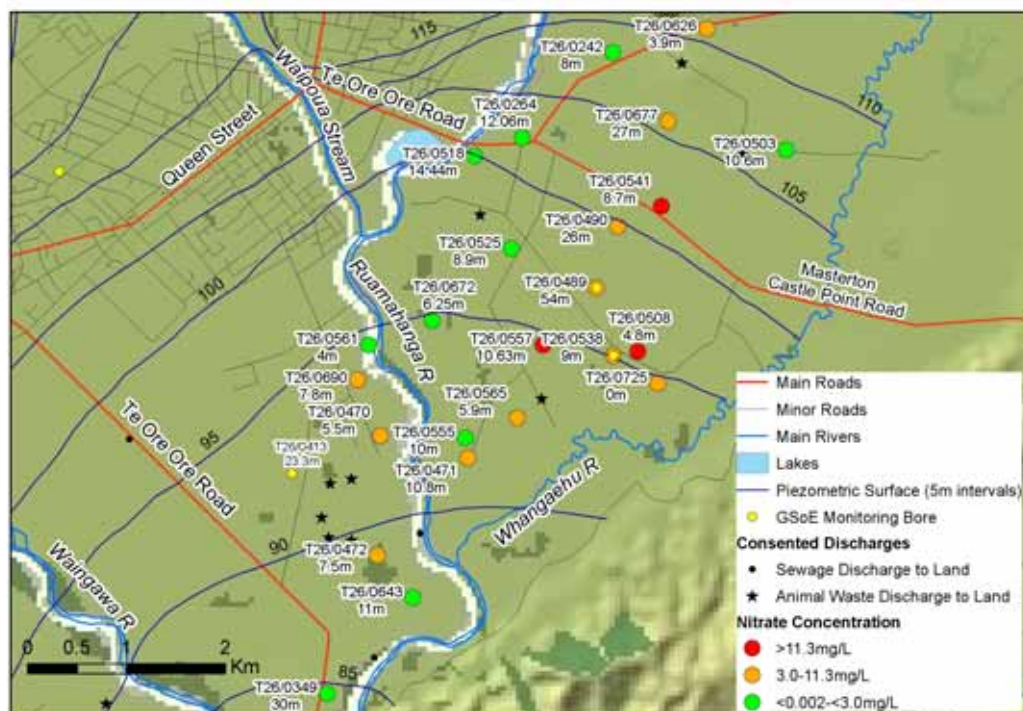 115
T26/0626
3.9m
T26/0242
8m
Waipoua Stream
Te Ore Ore Road
T26/0264
12.06m
T26/0677
27m
110
Queen Street
T26/0518
14.44m
T26/0503
10.6m
T26/0541
8.7m
105
T26/0490
26m
T26/0525
8.9m
Masterton
Castle Point Road
100
Ruamahanga R
T26/0672
6.25m
T26/0489
54m
T26/0561
4m
T26/0557
10.63m
T26/0538
9m
T26/0508
4.8m
T26/0690
7.8m
T26/0725
0m
T26/0565
5.9m
T26/0470
5.5m
Te Ore Ore Road
95
T26/0413
23.3m
T26/0555
10m
T26/0471
10.8m
Whangaehu R
90
T26/0472
7.5m
Waingawa R
T26/0643
11m
85
T26/0349
30m
0 0.5 1 2
Km
Main Roads
Minor Roads
Main Rivers
Lakes
Piezometric Surface (5m intervals)
GSoE Monitoring Bore
Consented Discharges
Sewage Discharge to Land
Animal Waste Discharge to Land
Nitrate Concentration
>11.3mg/L
3.0-11.3mg/L
<0.002-<3.0mg/L